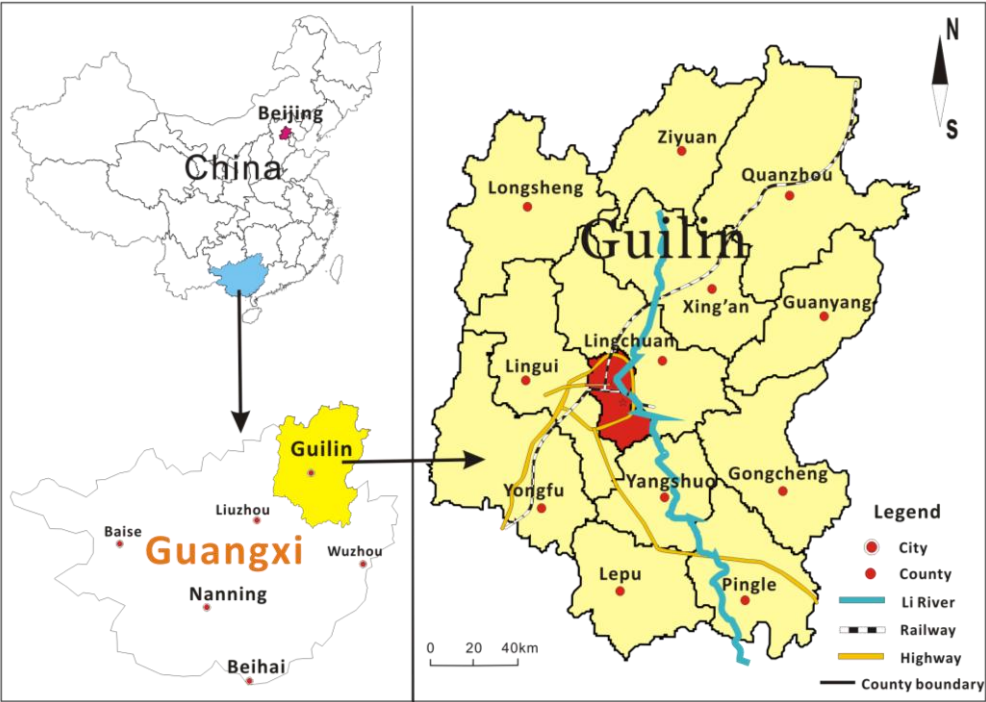 Beijing
China
Guilin
Liuzhou
Baise
Guangxi
Wuzhou
Nanning
Beihai
N
S
Ziyuan
Quanzhou
Longsheng
Guilin
Xing'an
Guanyang
Lingchuan
Lingui
Yangshuo
Gongcheng
Yongfu
Lepu
Pingle
0 20 40km
Legend
City
County
Li River
Railway
Highway
County boundary